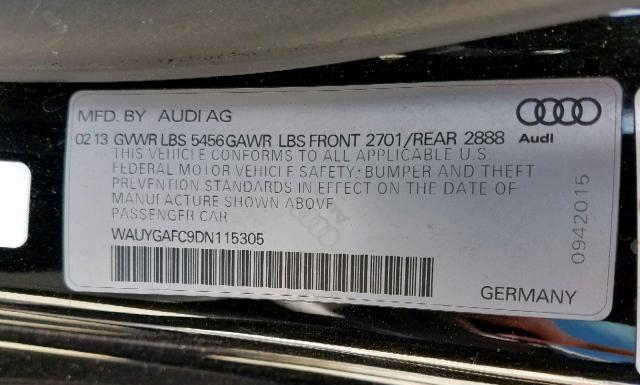 MFD. BY AUDI AG
Audi
02 13 GVWR LBS 5456 GAWR LBS FRONT 2701/REAR 2888
THIS VEHICLE CONFORMS TO ALL APPLICABLE U.S
FEDERAL MOTOR VEHICLE SAFETY, BUMPER AND THEFT
PREVENTION STANDARDS IN EFFECT ON THE DATE OF
MANUFACTURE SHOWN ABOVE
PASSENGER CAR
WAUYGAFC9DN115305
GERMANY
0942015